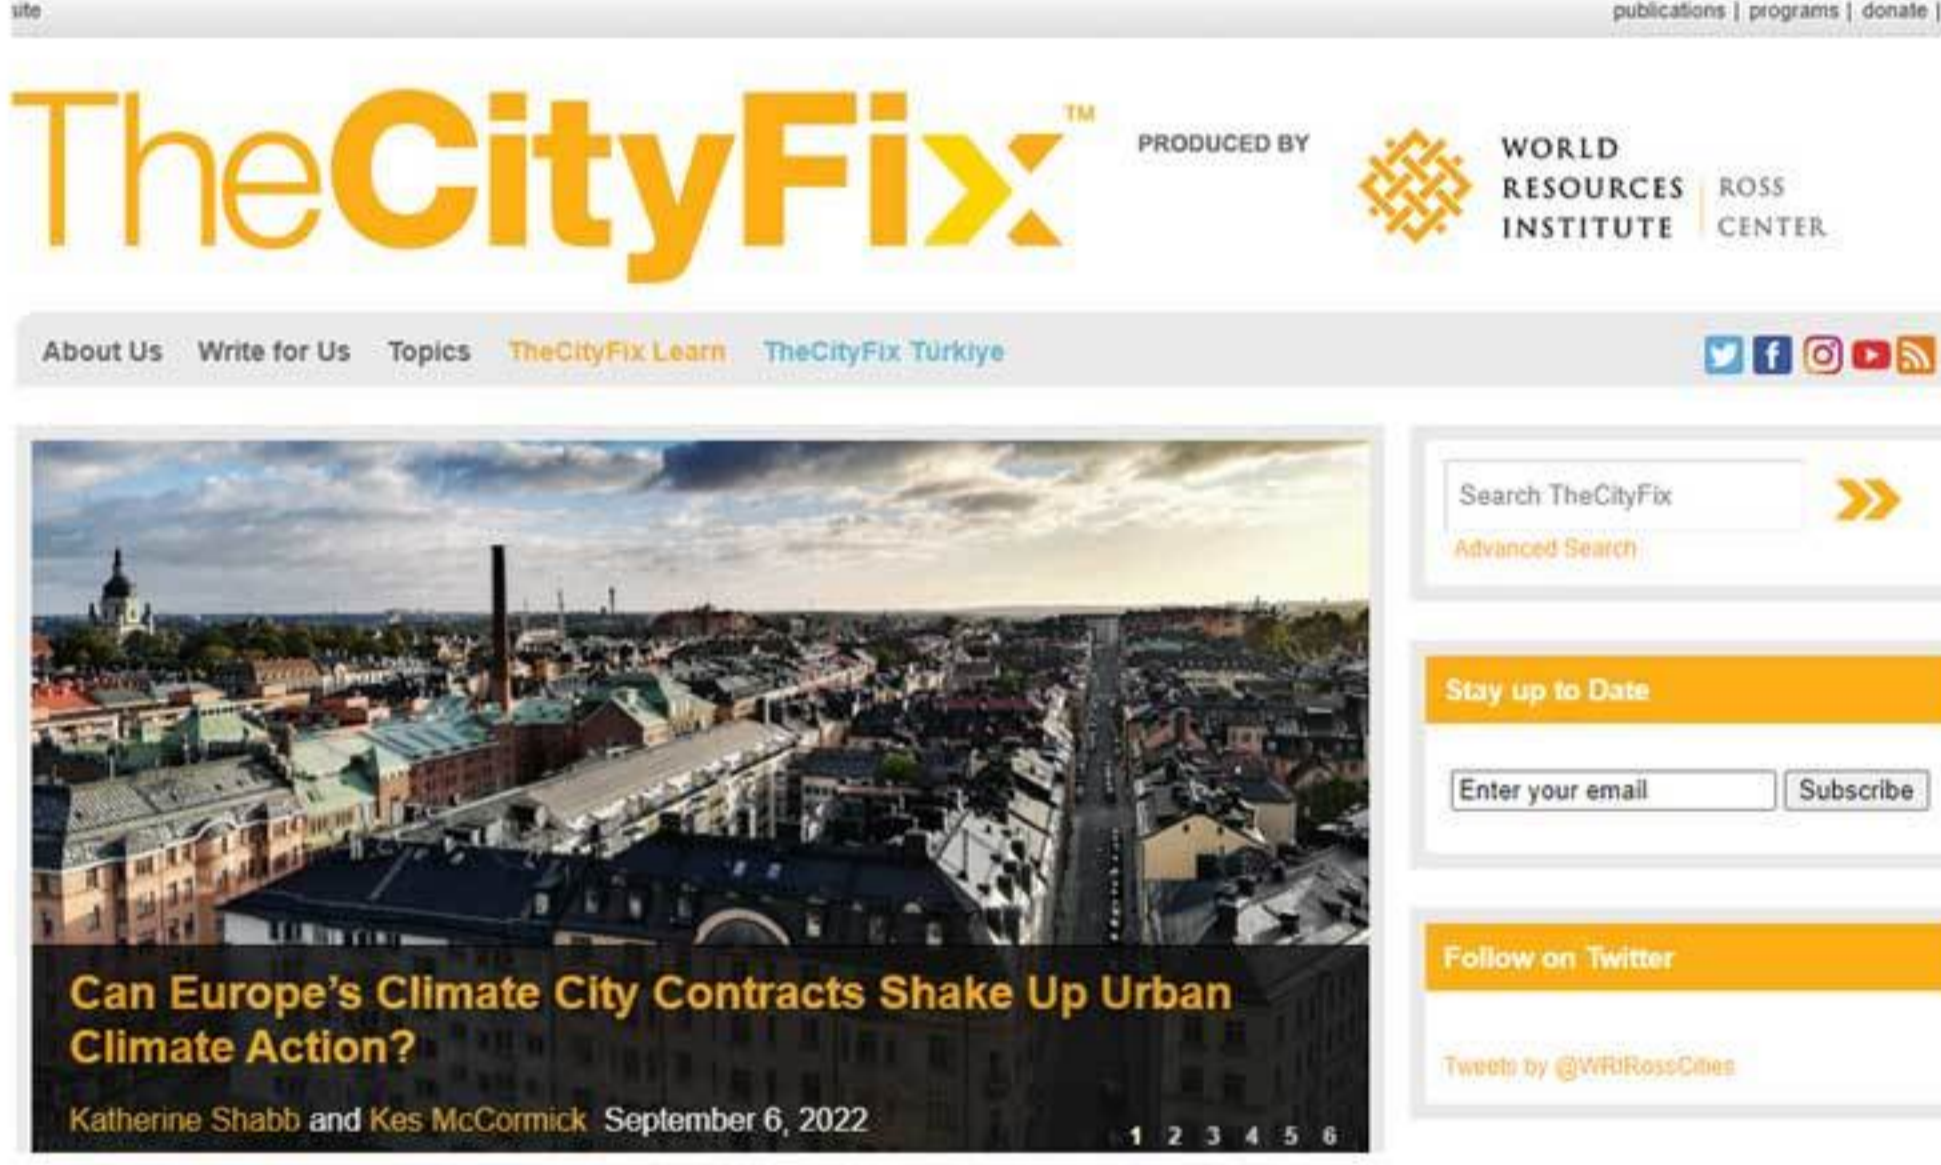 site
publications | programs | donate |
TheCityFix™
PRODUCED BY
WORLD
RESOURCES
INSTITUTE
ROSS
CENTER
About Us Write for Us Topics TheCityFix Learn TheCityFix Türkiye
Search TheCityFix
Advanced Search
Stay up to Date
Enter your email Subscribe
Follow on Twitter
Tweets by @WRIRossCities
Can Europe's Climate City Contracts Shake Up Urban
Climate Action?
Katherine Shabb and Kes McCormick September 6, 2022
1 2 3 4 5 6